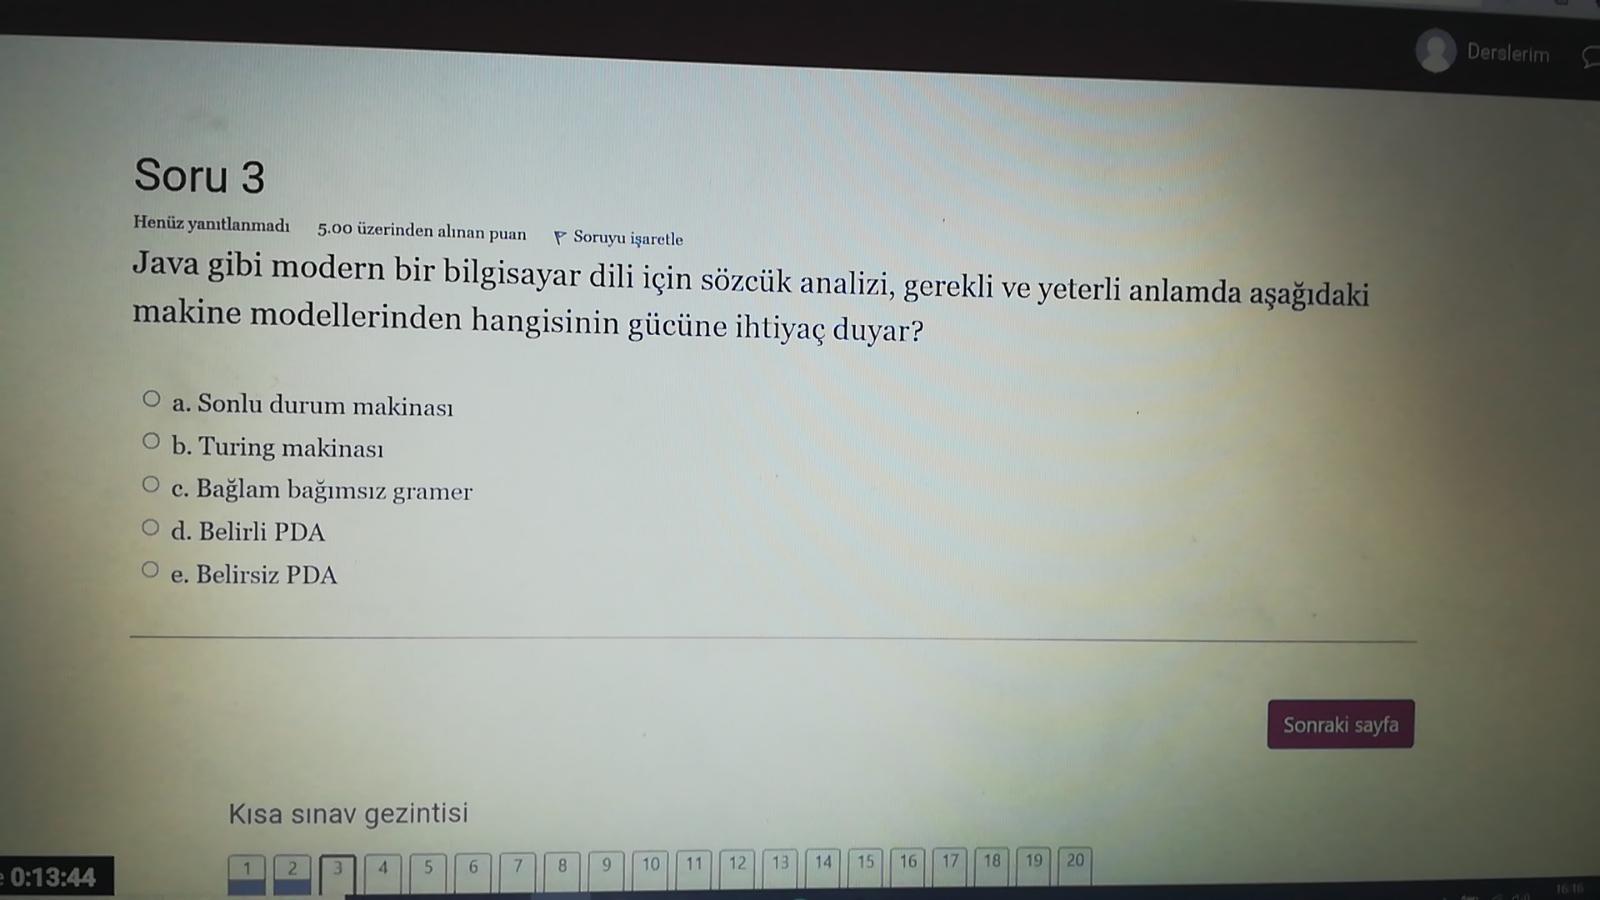 Derslerim
Soru 3
Henüz yanıtlanmadı 5.00 üzerinden alınan puan Soruyu işaretle
Java gibi modern bir bilgisayar dili için sözcük analizi, gerekli ve yeterli anlamda aşağıdaki
makine modellerinden hangisinin gücüne ihtiyaç duyar?
a. Sonlu durum makinası
b. Turing makinası
c. Bağlam bağımsız gramer
d. Belirli PDA
e. Belirsiz PDA
Sonraki sayfa
Kısa sınav gezintisi
1 2 3 4 5 6 7 8 9 10 11 12 13 14 15 16 17 18 19 20
0:13:44
16:16